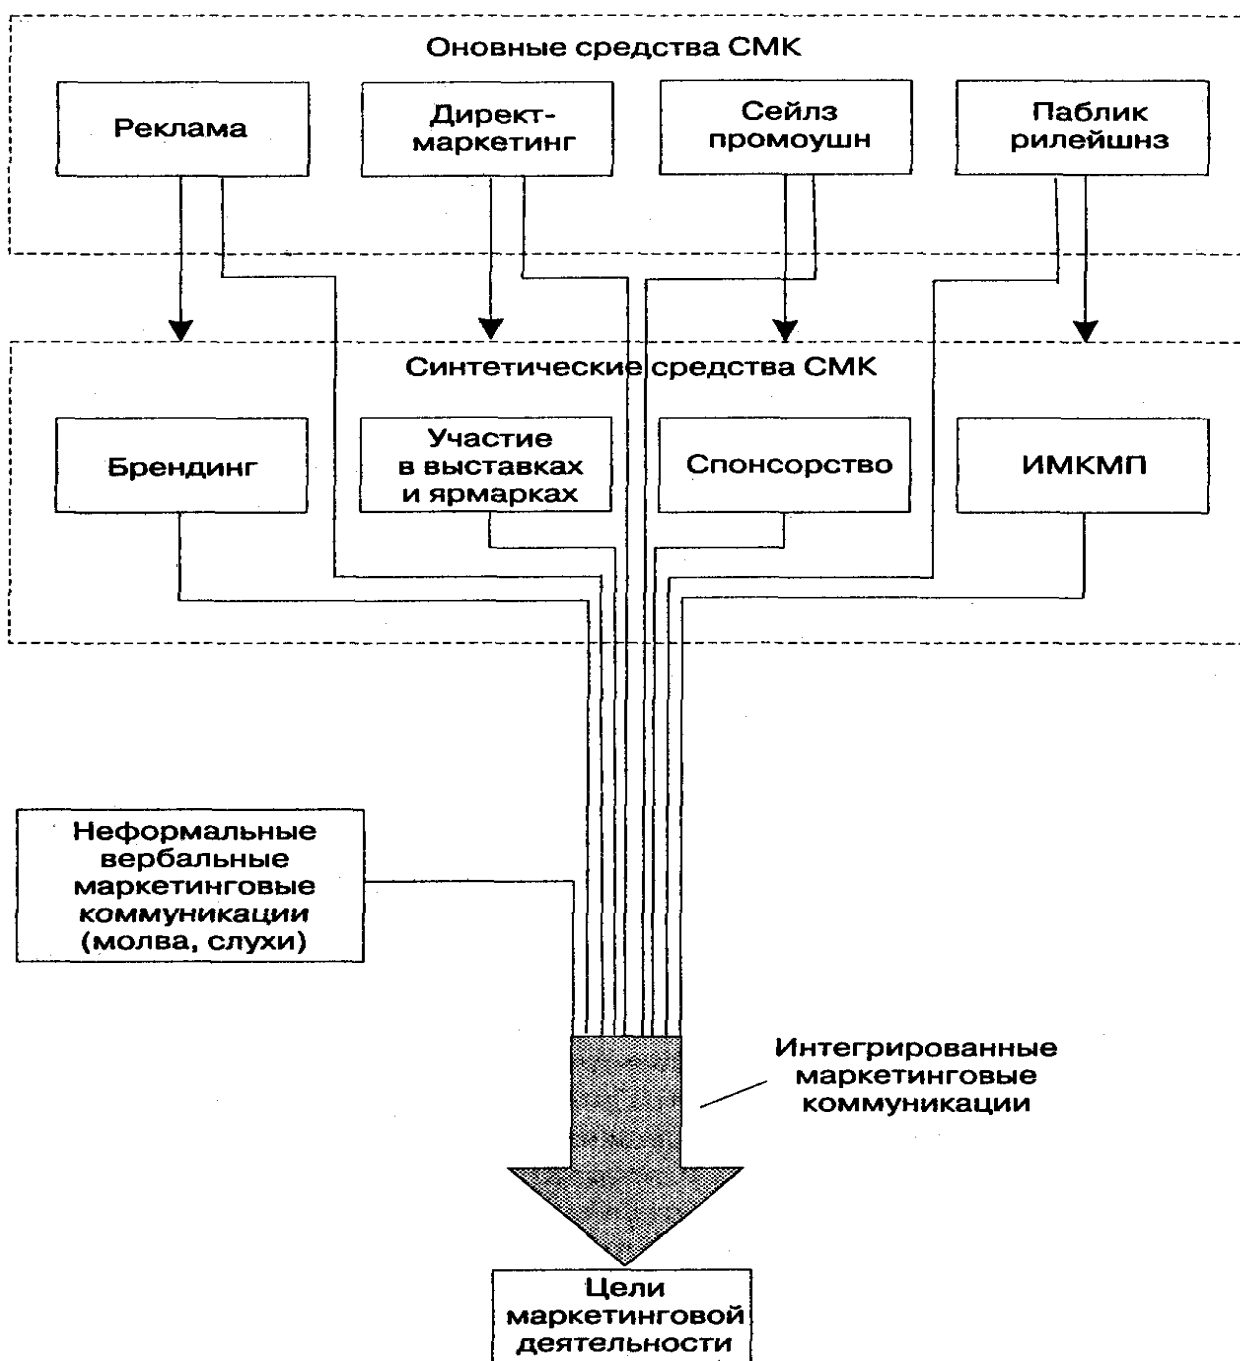 Оновные средства СМК
Реклама
Директ-
маркетинг
Сейлз
промоушн
Паблик
рилейшнз
Синтетические средства СМК
Брендинг
Участие
в выставках
и ярмарках
Спонсорство
ИМКМП
Неформальные
вербальные
маркетинговые
коммуникации
(молва, слухи)
Интегрированные
маркетинговые
коммуникации
Цели
маркетинговой
деятельности